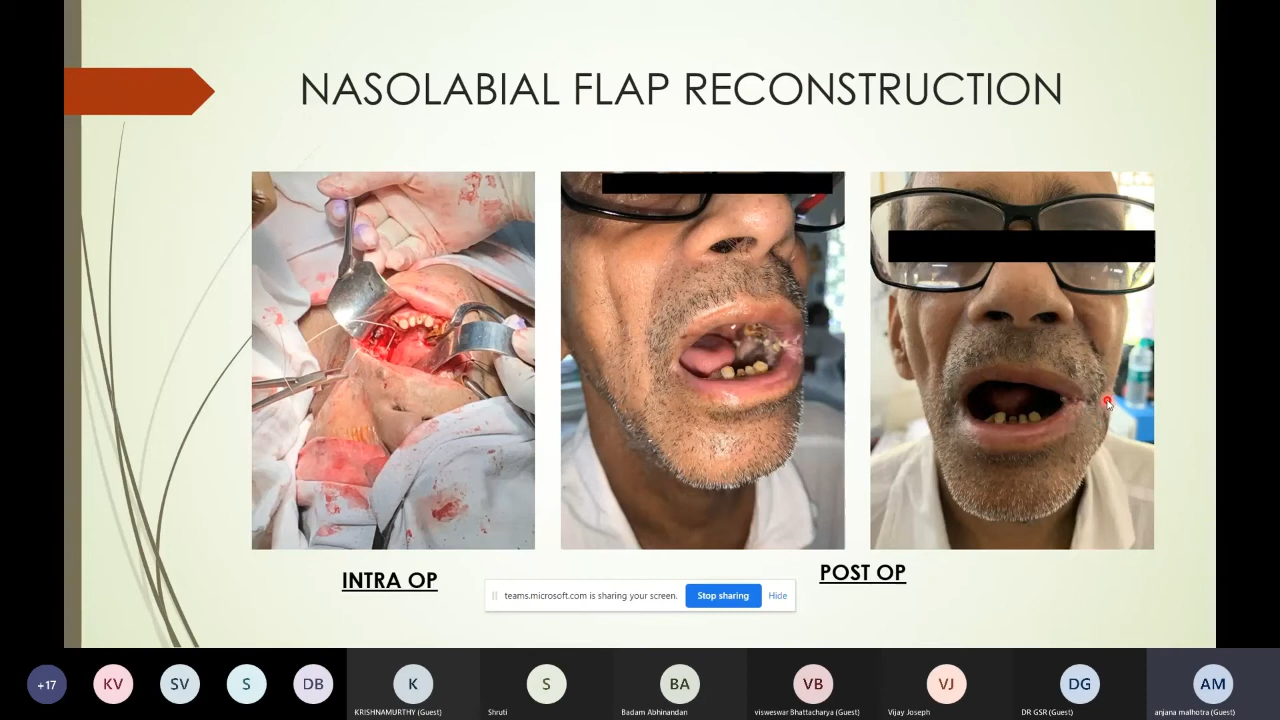 NASOLABIAL FLAP RECONSTRUCTION
INTRA OP
POST OP
teams.microsoft.com is sharing your screen.
Stop sharing
Hide
+17
KV
SV
S
DB
K
KRISHNAMURTHY (Guest)
S
Shruti
BA
Badam Abhinandan
VB
visweswar Bhattacharya (Guest)
VJ
Vijay Joseph
DG
DR GSR (Guest)
AM
anjana malhotra (Guest)